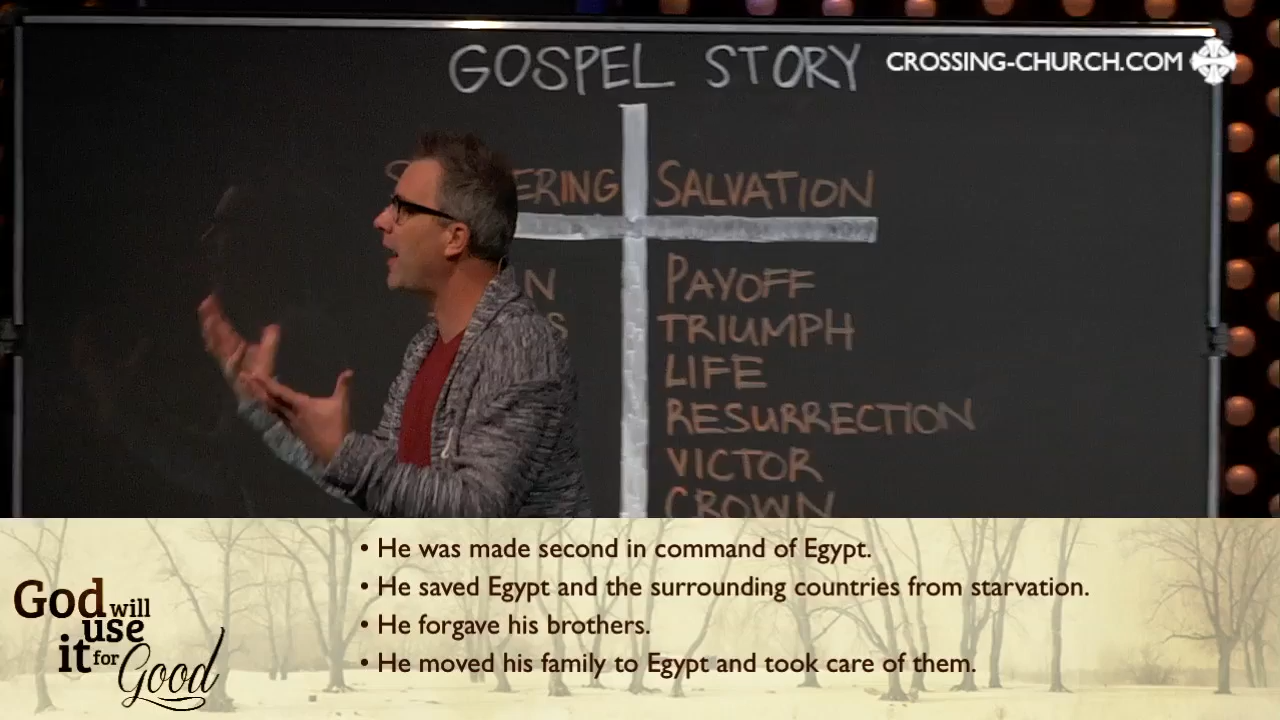 GOSPEL STORY
CROSSING-CHURCH.COM
SALVATION
PAYOFF
TRIUMPH
LIFE
RESURRECTION
VICTOR
CROWN
• He was made second in command of Egypt.
• He saved Egypt and the surrounding countries from starvation.
• He forgave his brothers.
• He moved his family to Egypt and took care of them.
God will
use
it for
Good